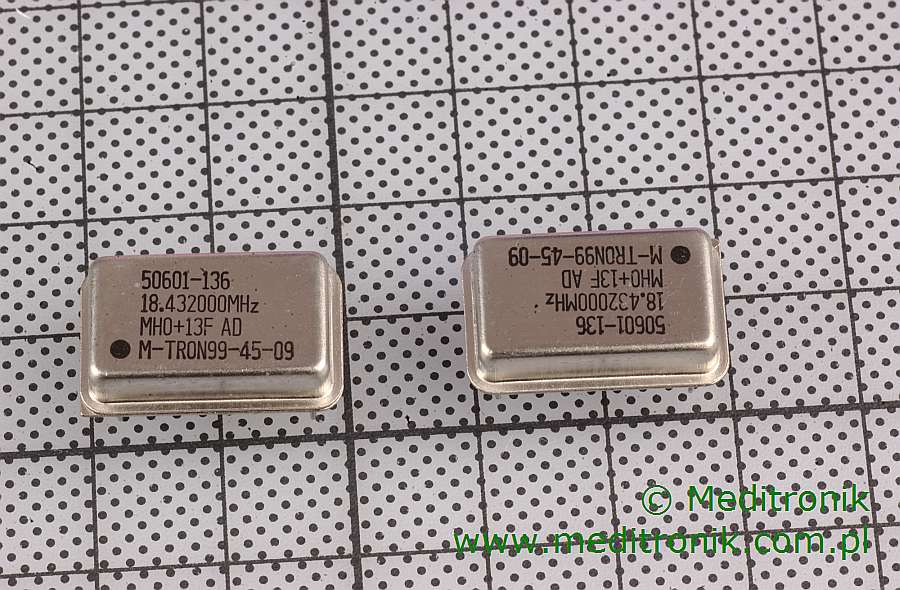 50601-136
18.432000MHz
MHO+13F AD
M-TRON99-45-09
50601-136
18.432000MHz
MHO+13F AD
M-TRON99-45-09
© Meditronik
www.meditronik.com.pl